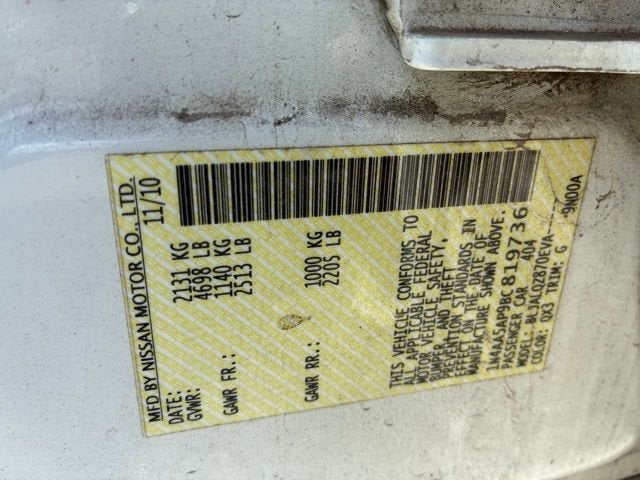 MFD BY NISSAN MOTOR CO., LTD.
DATE: 11/10
GVWR: 2131 KG
4698 LB
GAWR FR.: 1140 KG
2513 LB
GAWR RR.: 1000 KG
2205 LB
THIS VEHICLE CONFORMS TO
ALL APPLICABLE FEDERAL
MOTOR VEHICLE SAFETY,
BUMPER, AND THEFT
PREVENTION STANDARDS IN
EFFECT ON THE DATE OF
MANUFACTURE SHOWN ABOVE.
1N4AA5AP9BC819736
PASSENGER CAR 404
MODEL: 9N00A
COLOR: QX3 TRIM: G